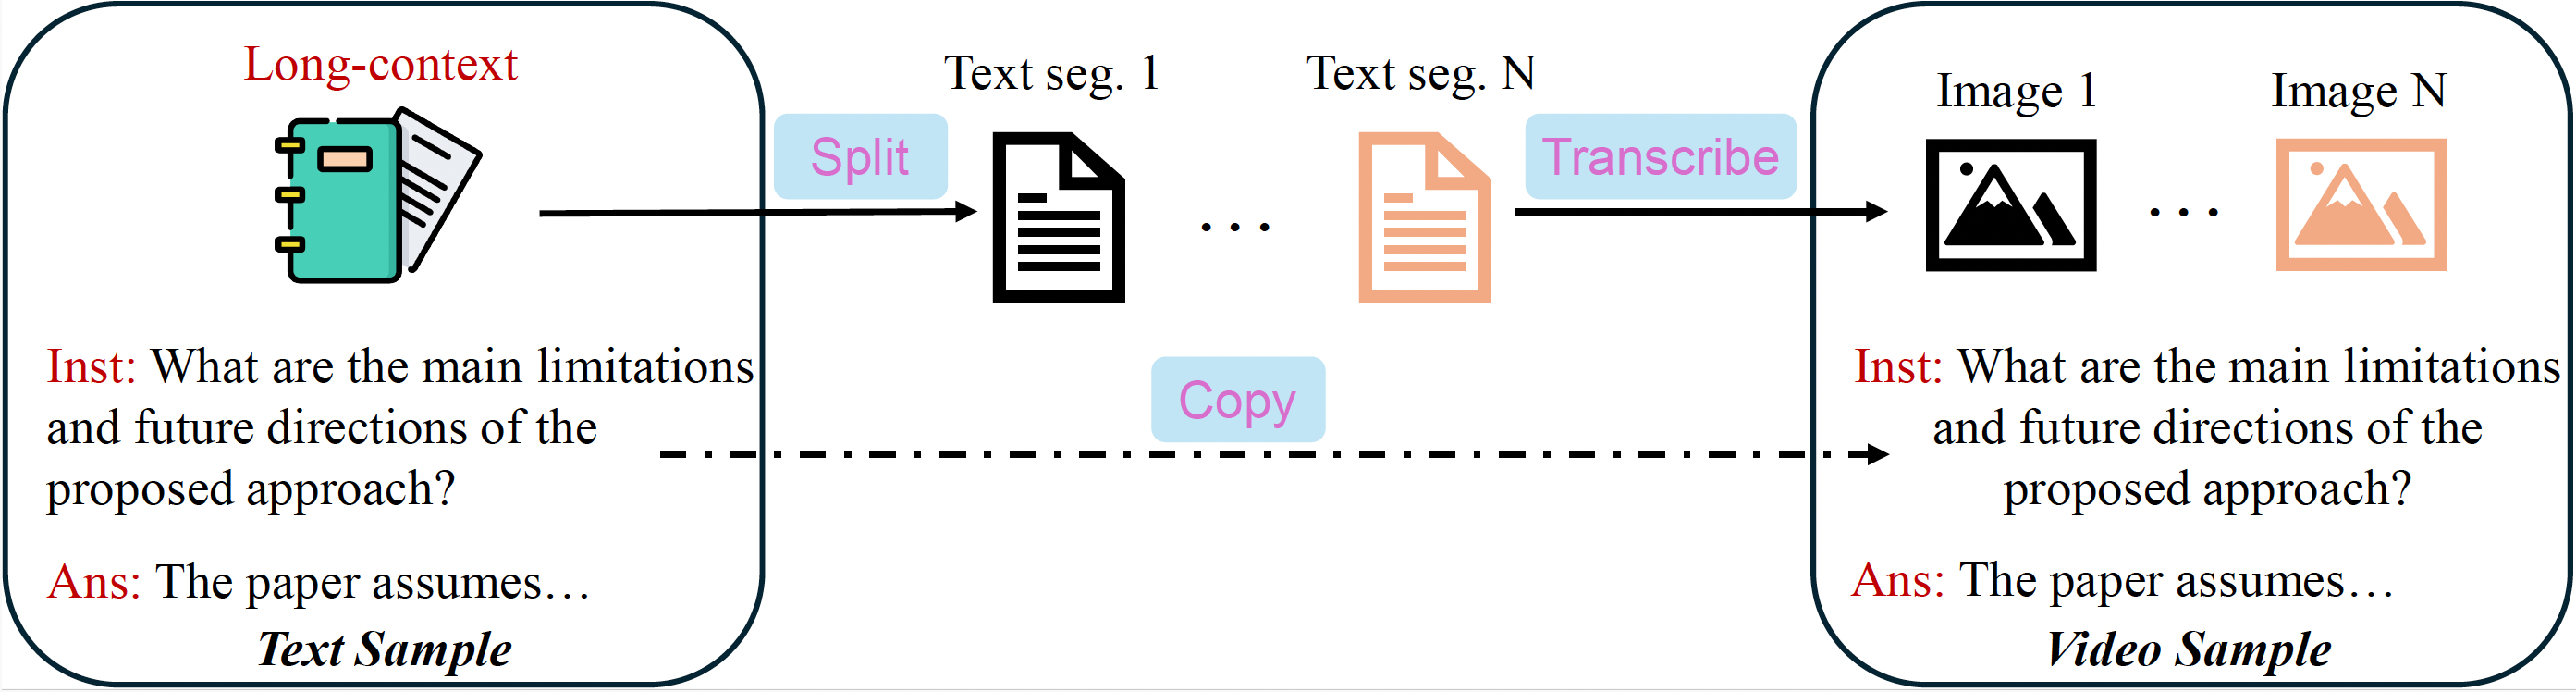 Long-context
Inst: What are the main limitations
and future directions of the
proposed approach?
Ans: The paper assumes…
Text Sample
Split
Text seg. 1
...
Text seg. N
Transcribe
Copy
Image 1
...
Image N
Inst: What are the main limitations
and future directions of the
proposed approach?
Ans: The paper assumes…
Video Sample